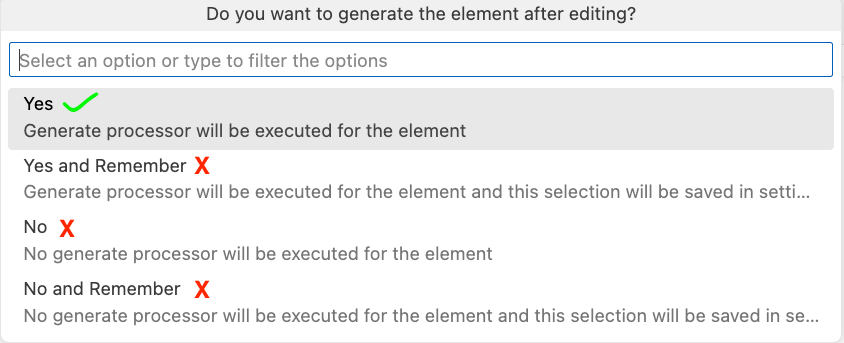 Do you want to generate the element after editing?
Select an option or type to filter the options
Yes
Generate processor will be executed for the element
Yes and Remember X
Generate processor will be executed for the element and this selection will be saved in setti...
No X
No generate processor will be executed for the element
No and Remember X
No generate processor will be executed for the element and this selection will be saved in se...